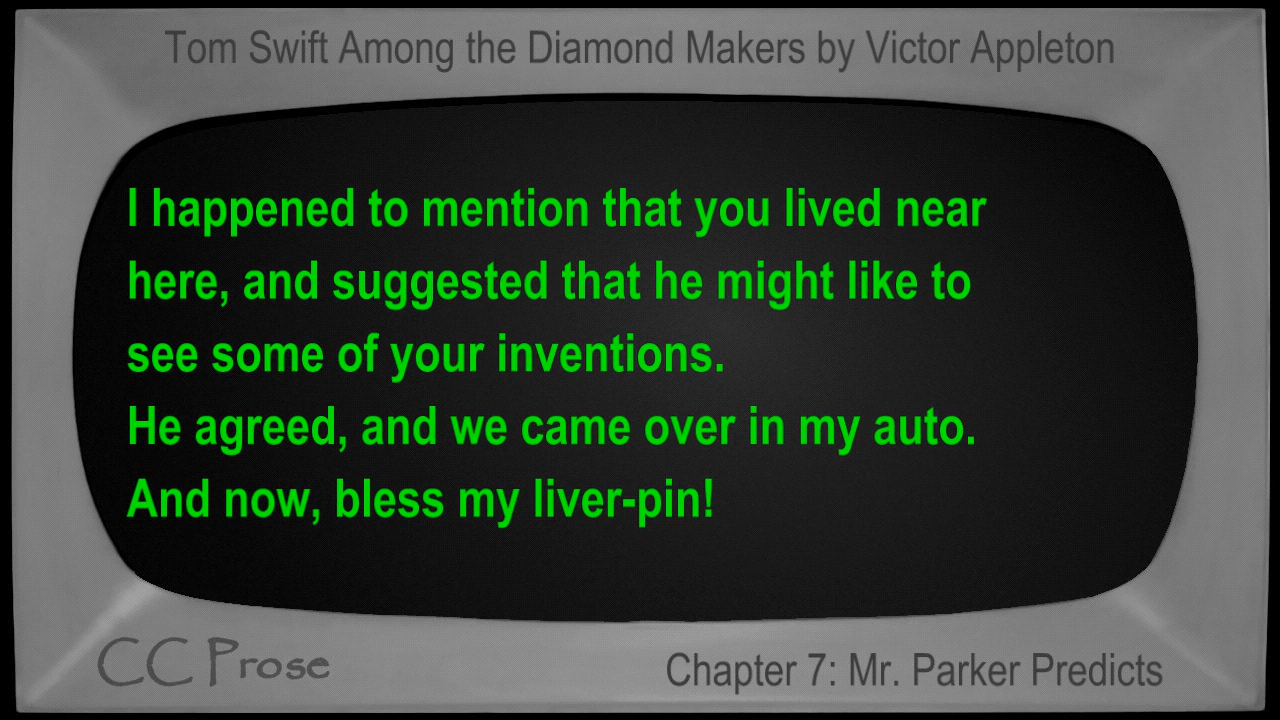 Tom Swift Among the Diamond Makers by Victor Appleton
I happened to mention that you lived near
here, and suggested that he might like to
see some of your inventions.
He agreed, and we came over in my auto.
And now, bless my liver-pin!
CC Prose
Chapter 7: Mr. Parker Predicts